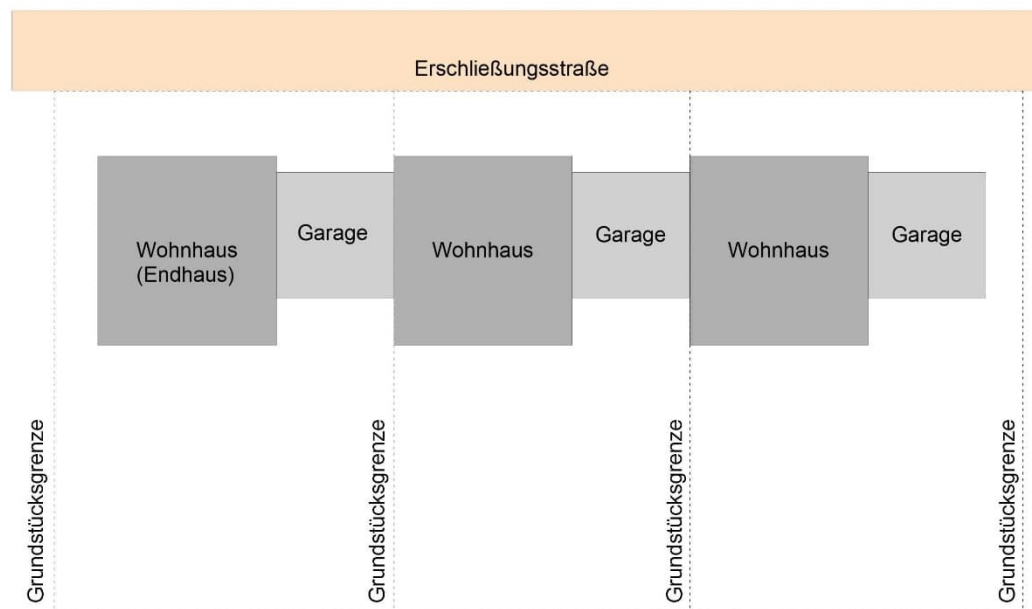 Erschließungsstraße
Wohnhaus
(Endhaus)
Garage
Wohnhaus
Garage
Wohnhaus
Garage
Grundstücksgrenze
Grundstücksgrenze
Grundstücksgrenze
Grundstücksgrenze